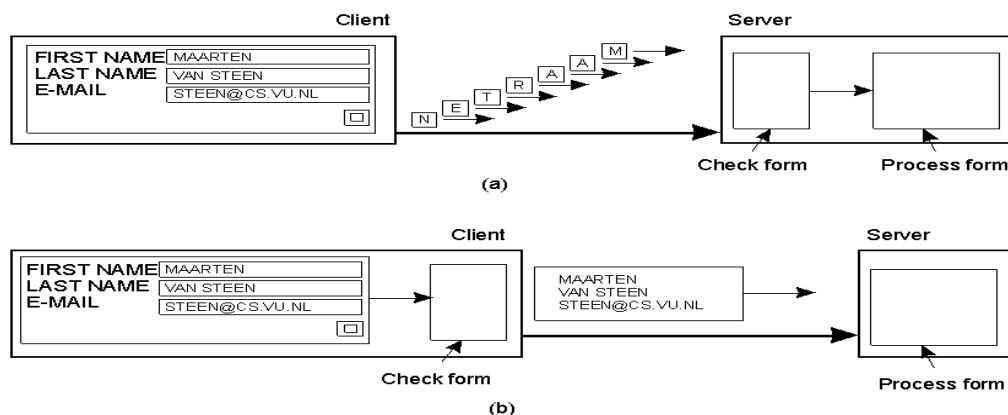 Client
Server
FIRST NAME MAARTEN
LAST NAME VAN STEEN
E-MAIL STEEN@CS.VU.NL
N E T R A A M
Check form
Process form
(a)
Client
Server
FIRST NAME MAARTEN
LAST NAME VAN STEEN
E-MAIL STEEN@CS.VU.NL
MAARTEN
VAN STEEN
STEEN@CS.VU.NL
Check form
Process form
(b)